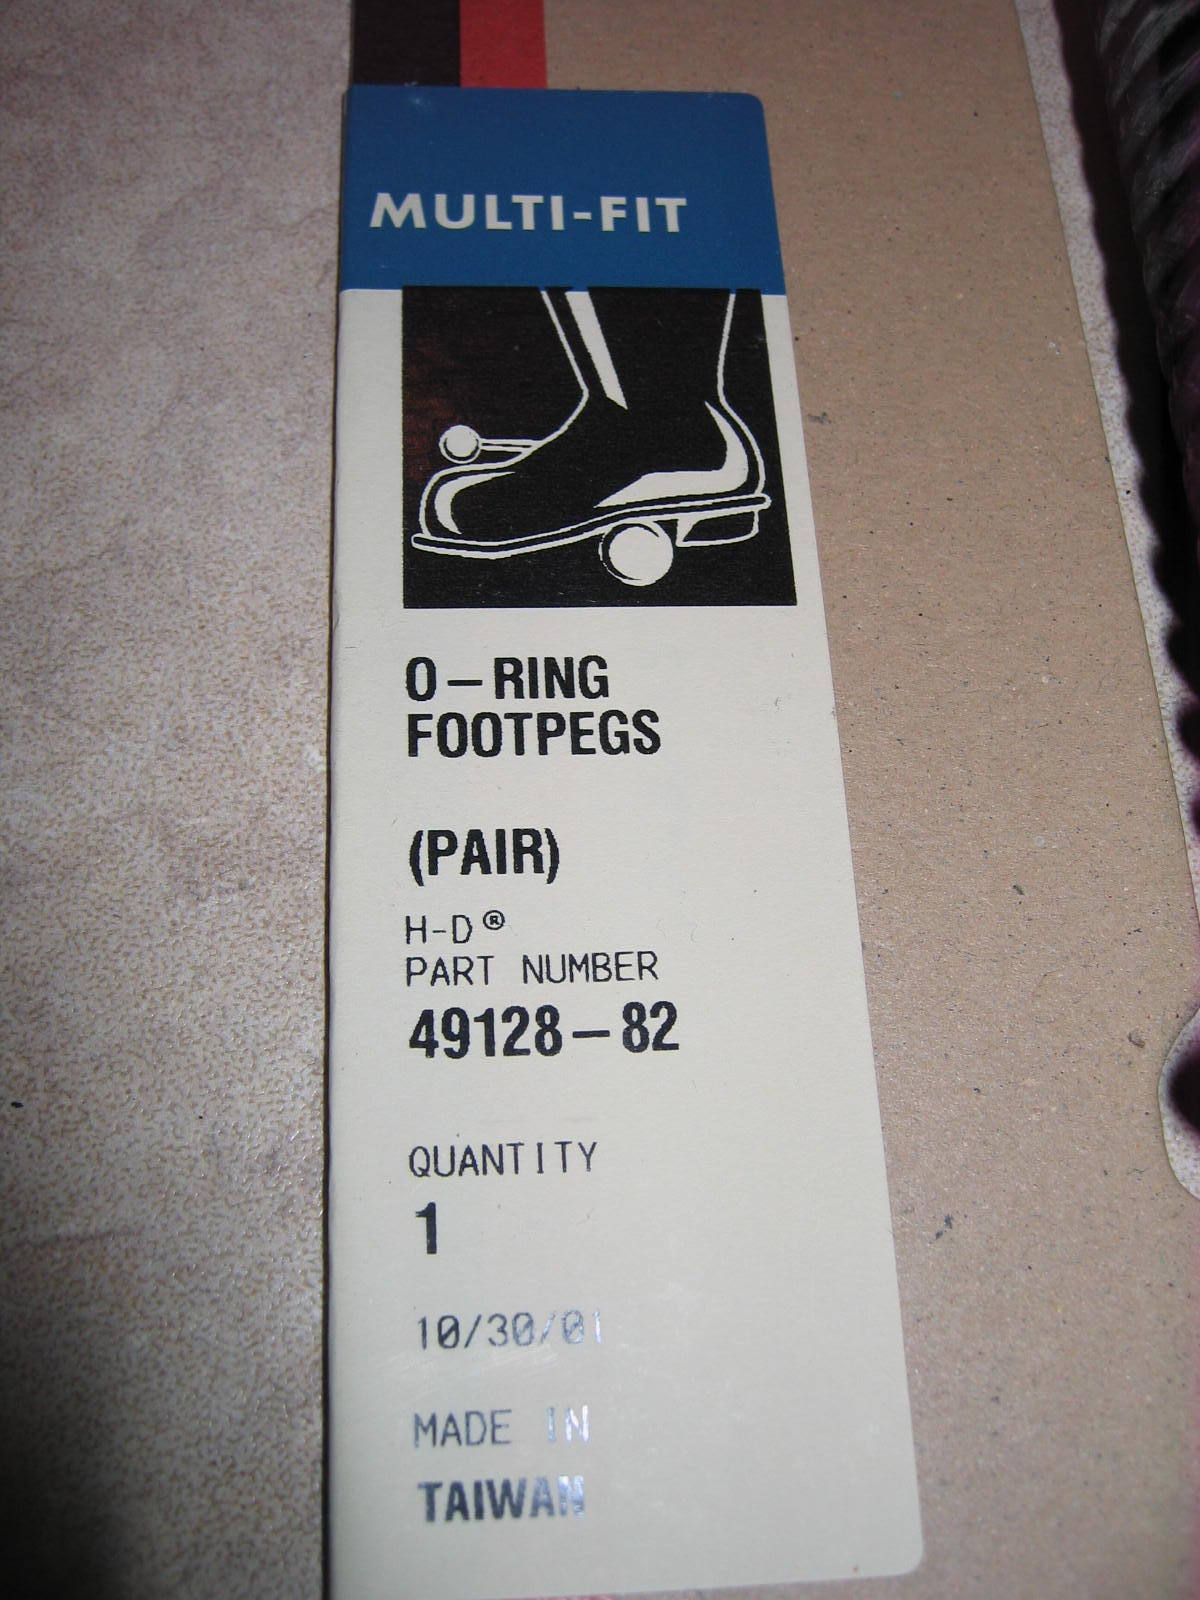 MULTI-FIT
O-RING
FOOTPEGS
(PAIR)
H-D®
PART NUMBER
49128-82
QUANTITY
1
10/30/01
MADE IN
TAIWAN